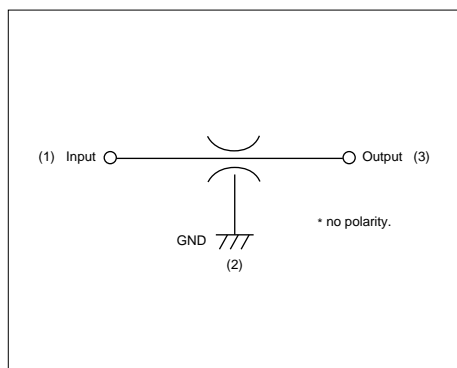 (1) Input Output (3)
* no polarity.
GND
(2)